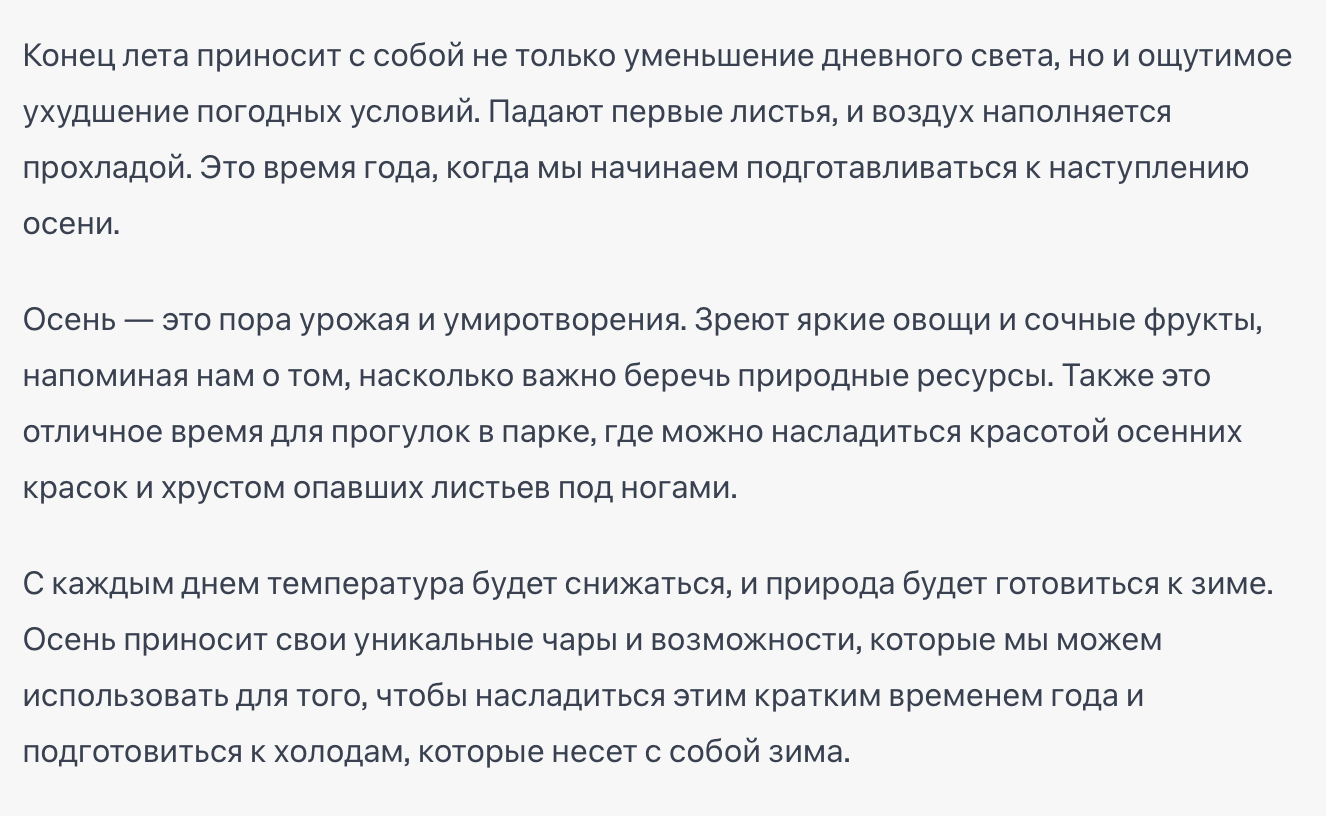 Конец лета приносит с собой не только уменьшение дневного света, но и ощутимое
ухудшение погодных условий. Падают первые листья, и воздух наполняется
прохладой. Это время года, когда мы начинаем подготавливаться к наступлению
осени.
Осень — это пора урожая и умиротворения. Зреют яркие овощи и сочные фрукты,
напоминая нам о том, насколько важно беречь природные ресурсы. Также это
отличное время для прогулок в парке, где можно насладиться красотой осенних
красок и хрустом опавших листьев под ногами.
С каждым днем температура будет снижаться, и природа будет готовиться к зиме.
Осень приносит свои уникальные чары и возможности, которые мы можем
использовать для того, чтобы насладиться этим кратким временем года и
подготовиться к холодам, которые несет с собой зима.